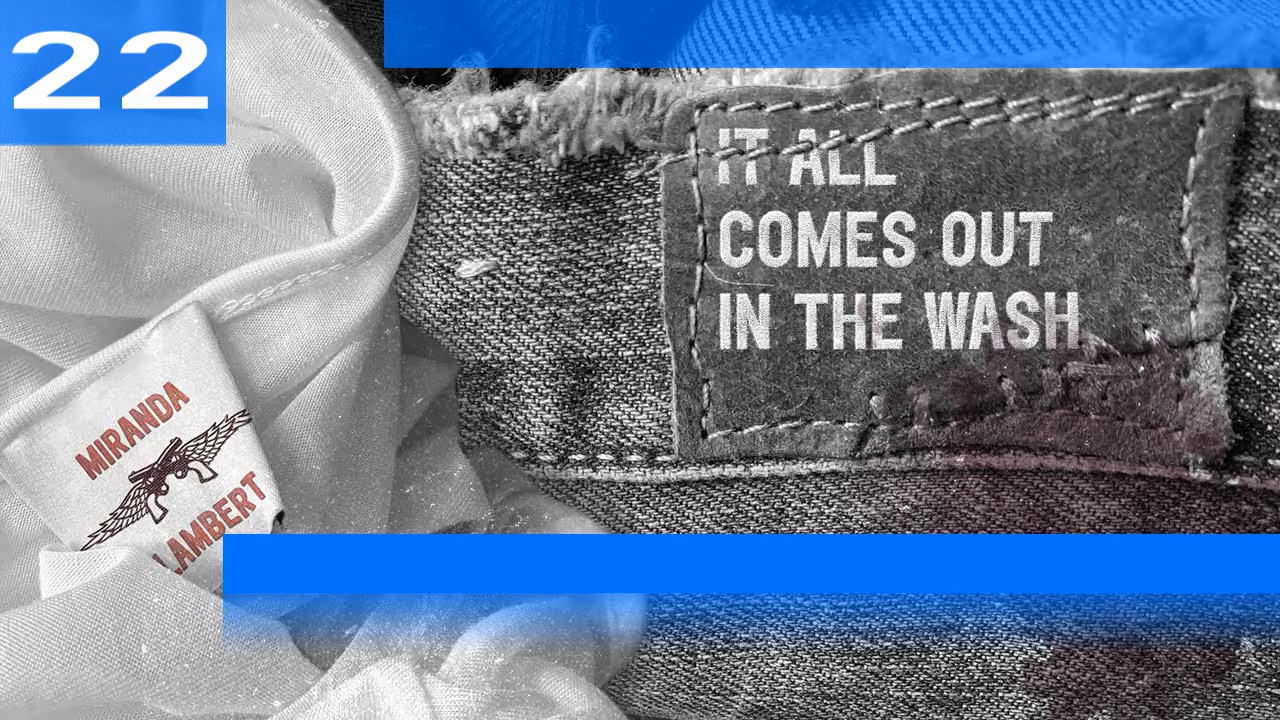 22
IT ALL
COMES OUT
IN THE WASH
MIRANDA
LAMBERT